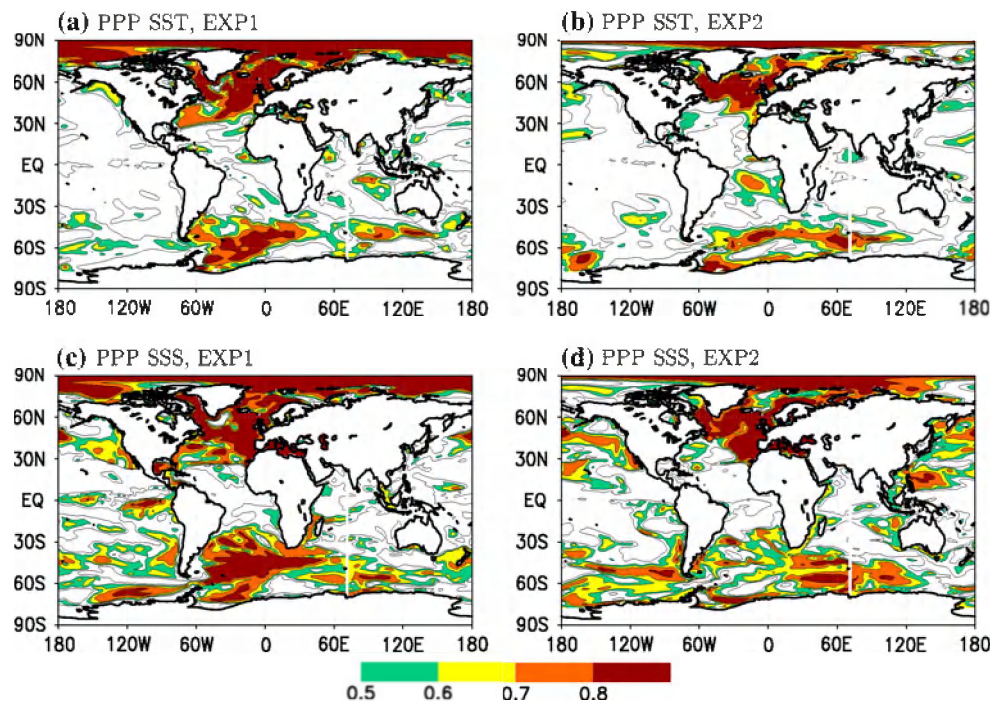 (a) PPP SST, EXP1
90N
60N
30N
EQ
30S
60S
90S
180 120W 60W 0 60E 120E 180
(b) PPP SST, EXP2
90N
60N
30N
EQ
30S
60S
90S
180 120W 60W 0 60E 120E 180
(c) PPP SSS, EXP1
90N
60N
30N
EQ
30S
60S
90S
180 120W 60W 0 60E 120E 180
(d) PPP SSS, EXP2
90N
60N
30N
EQ
30S
60S
90S
180 120W 60W 0 60E 120E 180
0.5 0.6 0.7 0.8